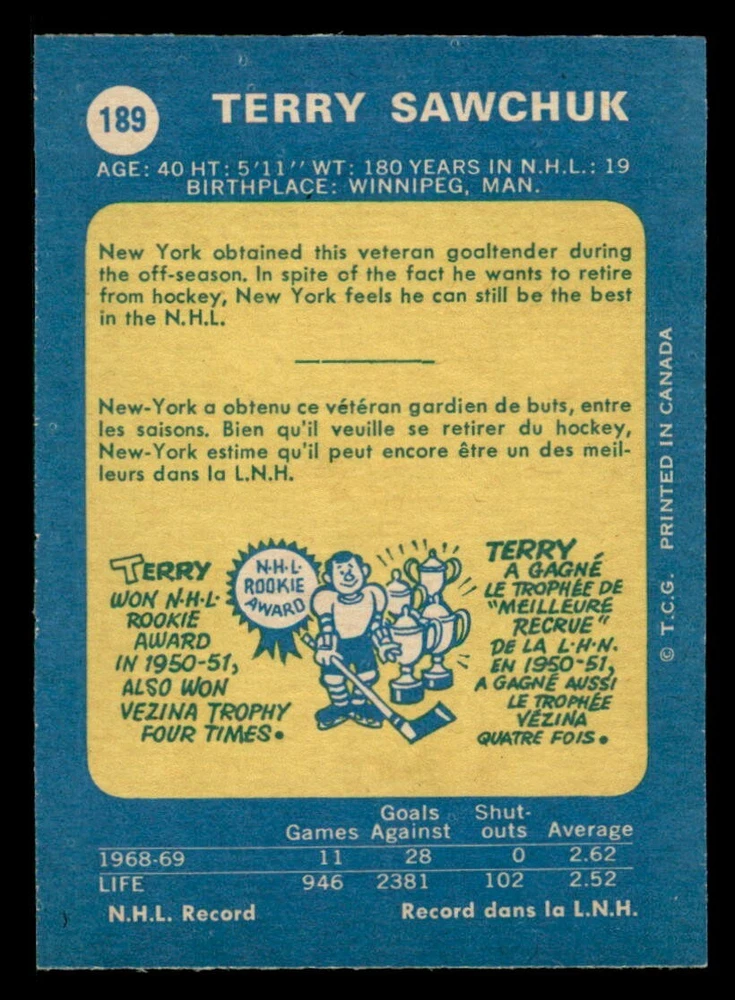 189
TERRY SAWCHUK
AGE: 40 HT: 5'11'' WT: 180 YEARS IN N.H.L.: 19
BIRTHPLACE: WINNIPEG, MAN.
New York obtained this veteran goaltender during
the off-season. In spite of the fact he wants to retire
from hockey, New York feels he can still be the best
in the N.H.L.
New-York a obtenu ce vétéran gardien de buts, entre
les saisons. Bien qu'il veuille se retirer du hockey,
New-York estime qu'il peut encore être un des meil-
leurs dans la L.N.H.
TERRY
WON N·H·L·
ROOKIE
AWARD
IN 1950-51,
ALSO WON
VEZINA TROPHY
FOUR TIMES.
N·H·L·
ROOKIE
AWARD
TERRY
A GAGNÉ
LE TROPHÉE DE
"MEILLEURE
RECRUE"
DE LA L·H·N.
EN 1950-51,
A GAGNÉ AUSSI
LE TROPHÉE
VÉZINA
QUATRE FOIS.
© T.C.G. PRINTED IN CANADA
Goals Shut-
Games Against outs Average
1968-69 11 28 0 2.62
LIFE 946 2381 102 2.52
N.H.L. Record Record dans la L.N.H.